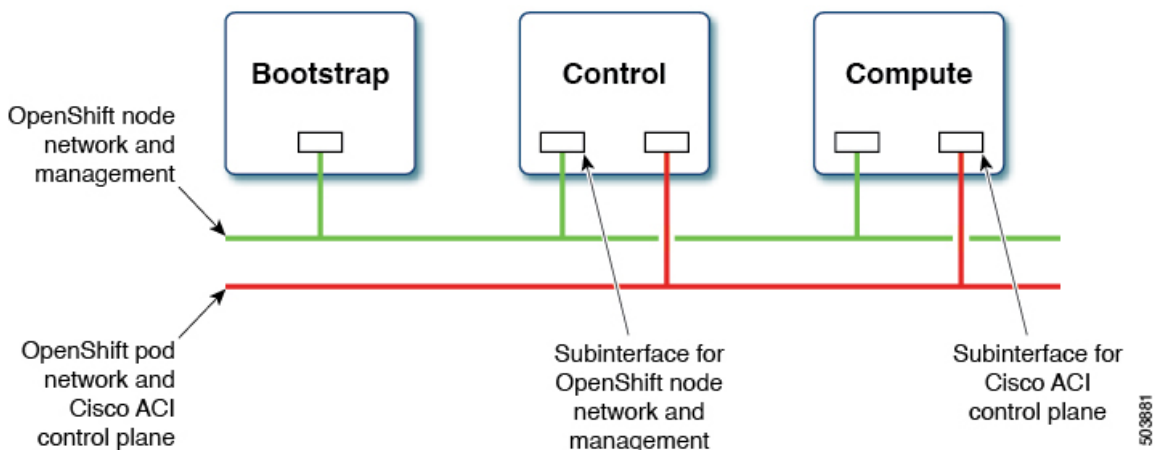 Bootstrap
Control
Compute
OpenShift node
network and
management
OpenShift pod
network and
Cisco ACI
control plane
Subinterface for
OpenShift node
network and
management
Subinterface for
Cisco ACI
control plane
503881